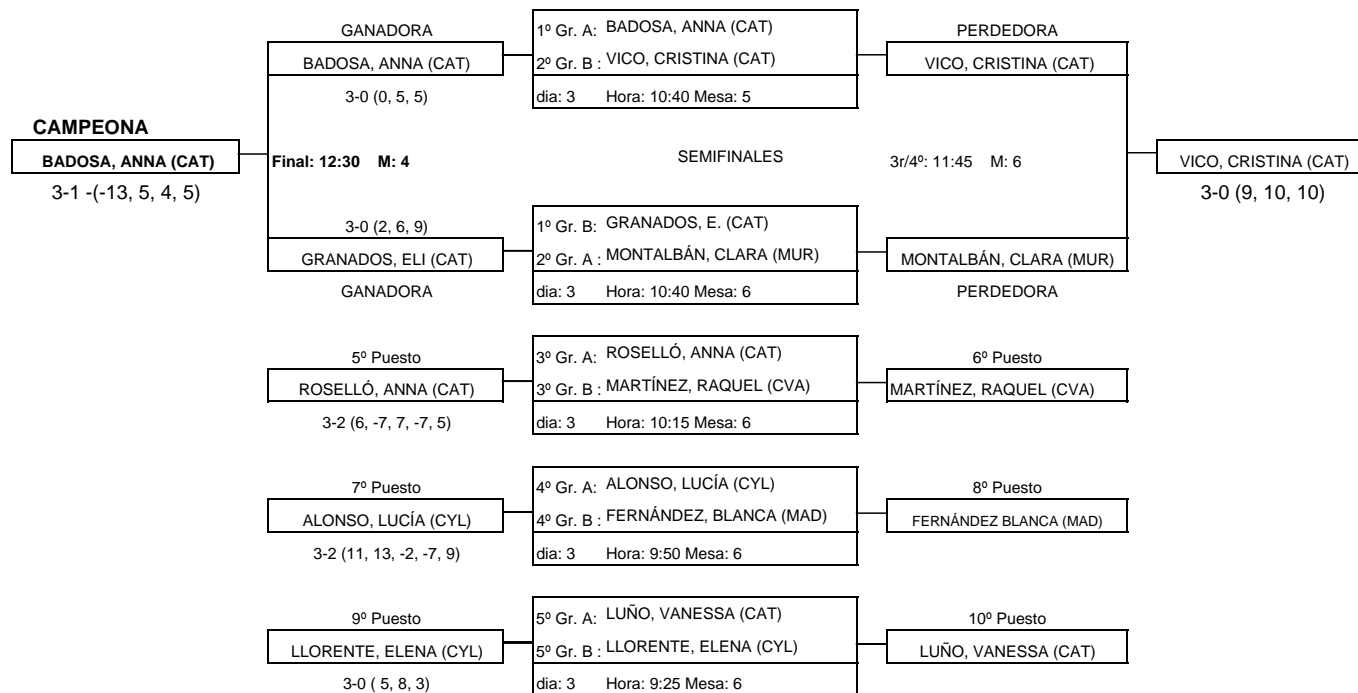 GANADORA
1º Gr. A: BADOSA, ANNA (CAT)
PERDEDORA
BADOSA, ANNA (CAT)
2º Gr. B : VICO, CRISTINA (CAT)
VICO, CRISTINA (CAT)
3-0 (0, 5, 5)
dia: 3 Hora: 10:40 Mesa: 5
CAMPEONA
BADOSA, ANNA (CAT)
Final: 12:30 M: 4
SEMIFINALES
3r/4º: 11:45 M: 6
VICO, CRISTINA (CAT)
3-1 -(-13, 5, 4, 5)
3-0 (9, 10, 10)
3-0 (2, 6, 9)
1º Gr. B: GRANADOS, E. (CAT)
GRANADOS, ELI (CAT)
2º Gr. A : MONTALBÁN, CLARA (MUR)
MONTALBÁN, CLARA (MUR)
GANADORA
dia: 3 Hora: 10:40 Mesa: 6
PERDEDORA
5º Puesto
3º Gr. A: ROSELLÓ, ANNA (CAT)
6º Puesto
ROSELLÓ, ANNA (CAT)
3º Gr. B : MARTÍNEZ, RAQUEL (CVA)
MARTÍNEZ, RAQUEL (CVA)
3-2 (6, -7, 7, -7, 5)
dia: 3 Hora: 10:15 Mesa: 6
7º Puesto
4º Gr. A: ALONSO, LUCÍA (CYL)
8º Puesto
ALONSO, LUCÍA (CYL)
4º Gr. B : FERNÁNDEZ, BLANCA (MAD)
FERNÁNDEZ BLANCA (MAD)
3-2 (11, 13, -2, -7, 9)
dia: 3 Hora: 9:50 Mesa: 6
9º Puesto
5º Gr. A: LUÑO, VANESSA (CAT)
10º Puesto
LLORENTE, ELENA (CYL)
5º Gr. B : LLORENTE, ELENA (CYL)
LUÑO, VANESSA (CAT)
3-0 ( 5, 8, 3)
dia: 3 Hora: 9:25 Mesa: 6